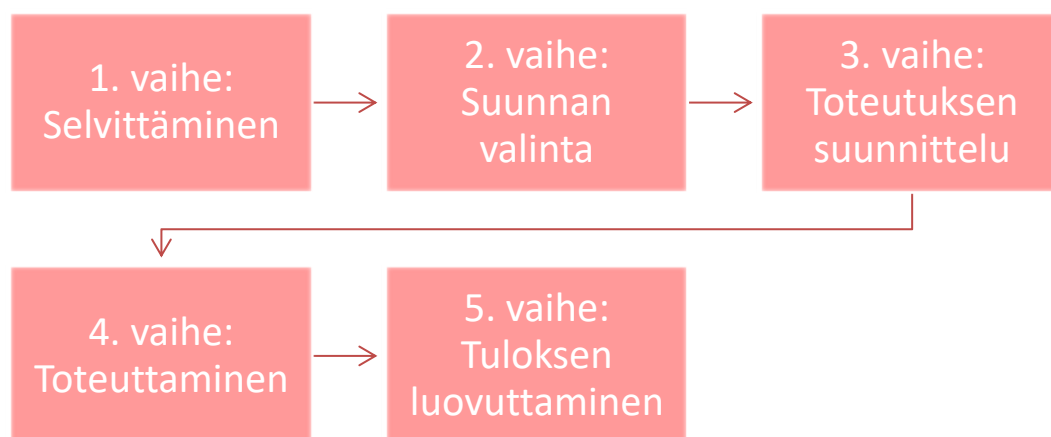 1. vaihe:
Selvittäminen
2. vaihe:
Suunnan
valinta
3. vaihe:
Toteutuksen
suunnittelu
4. vaihe:
Toteuttaminen
5. vaihe:
Tuloksen
luovuttaminen